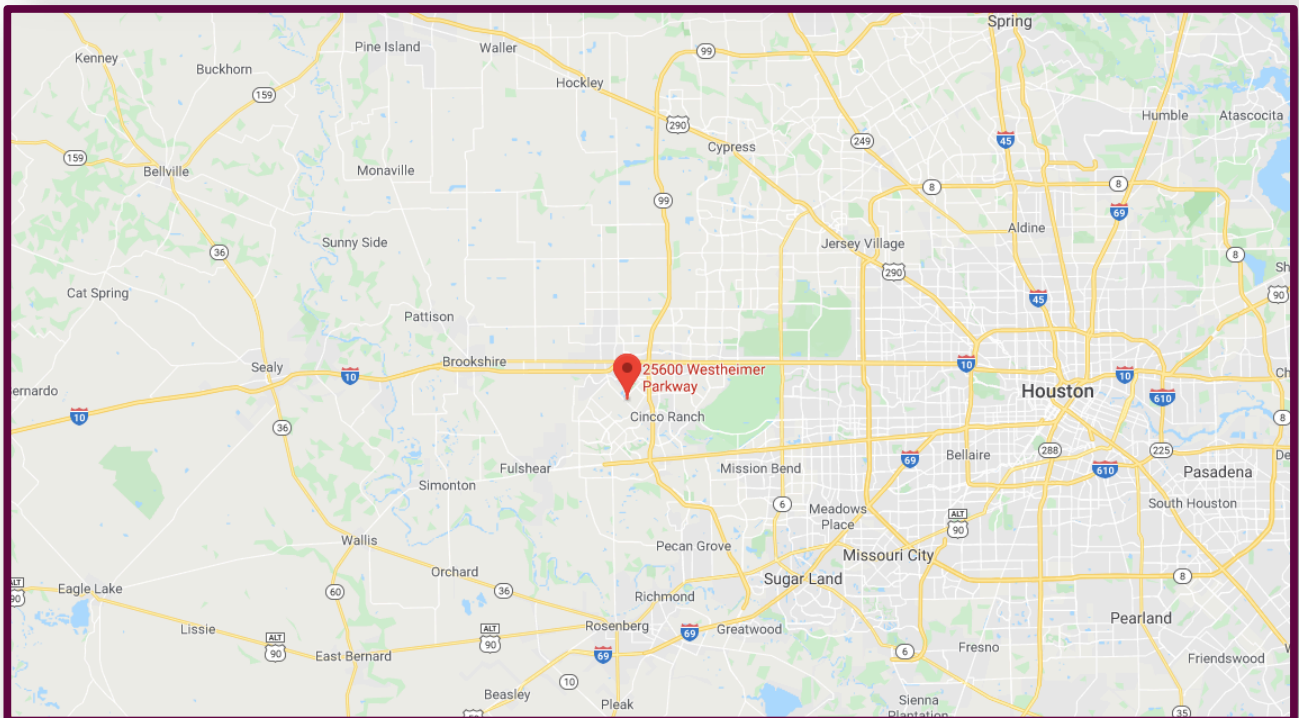 Spring
Pine Island
Waller
99
Kenney
Buckhorn
Hockley
159
Humble
Atascocita
290
45
249
Cypress
159
Bellville
Monaville
8
8
99
69
Aldine
Sunny Side
Jersey Village
36
8
290
Cat Spring
45
90
Pattison
Brookshire
10
Sealy
10
25600 Westheimer
Parkway
10
Houston
610
10
Cinco Ranch
8
36
Bellaire
288
225
69
Fulshear
Mission Bend
610
Pasadena
Simonton
6
South Houston
Meadows
Place
ALT
90
Wallis
Pecan Grove
Missouri City
Orchard
Sugar Land
8
ALT
90
Eagle Lake
60
36
Richmond
Pearland
Lissie
ALT
90
ALT
90
Rosenberg
69
Greatwood
East Bernard
69
6
Fresno
Friendswood
10
Beasley
Pleak
Sienna
Plantation
35